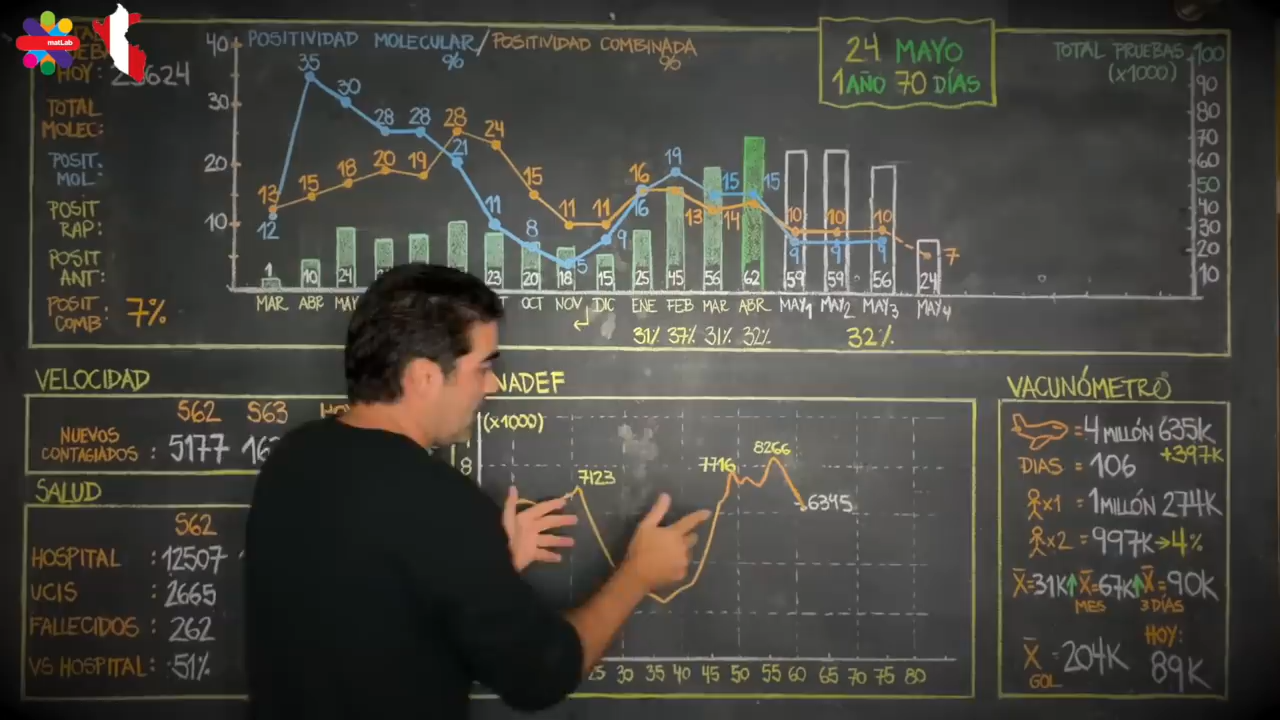 matLab
HOY:
23624
TOTAL
MOLEC:
POSIT.
MOL:
POSIT
RAP:
POSIT
ANT:
POSIT
COMB: 7%
POSITIVIDAD MOLECULAR/POSITIVIDAD COMBINADA
% %
24 MAYO
1 AÑO 70 DÍAS
TOTAL PRUEBAS
(x1000)
40
30
20
10
100
90
80
70
60
50
40
30
20
10
35 30 28 28 21 11 8 5 9 16 19 15 15 9 9 9
12
13 15 18 20 19 28 24 15 11 11 16 13 14 10 10 10 7
1 10 24 23 20 18 15 25 45 56 62 59 59 56 24
MAR ABR MAY OCT NOV DIC ENE FEB MAR ABR MAY1 MAY2 MAY3 MAY4
31% 37% 31% 32% 32%
VELOCIDAD
S62 S63
NUEVOS
CONTAGIADOS : 5177
SALUD
S62
HOSPITAL : 12507
UCIS : 2665
FALLECIDOS : 262
VS HOSPITAL : 51%
NADEF
(x1000)
8
7123
7716
8266
6345
25 30 35 40 45 50 55 60 65 70 75 80
VACUNÓMETRO
= 4 MILLÓN 635K
+397K
DIAS = 106
x1 = 1MILLÓN 274K
x2 = 997K→4%
X̄=31K↑X̄=67K↑X̄=90K
MES 3 DÍAS
HOY:
X̄ = 204K 89K
GOL